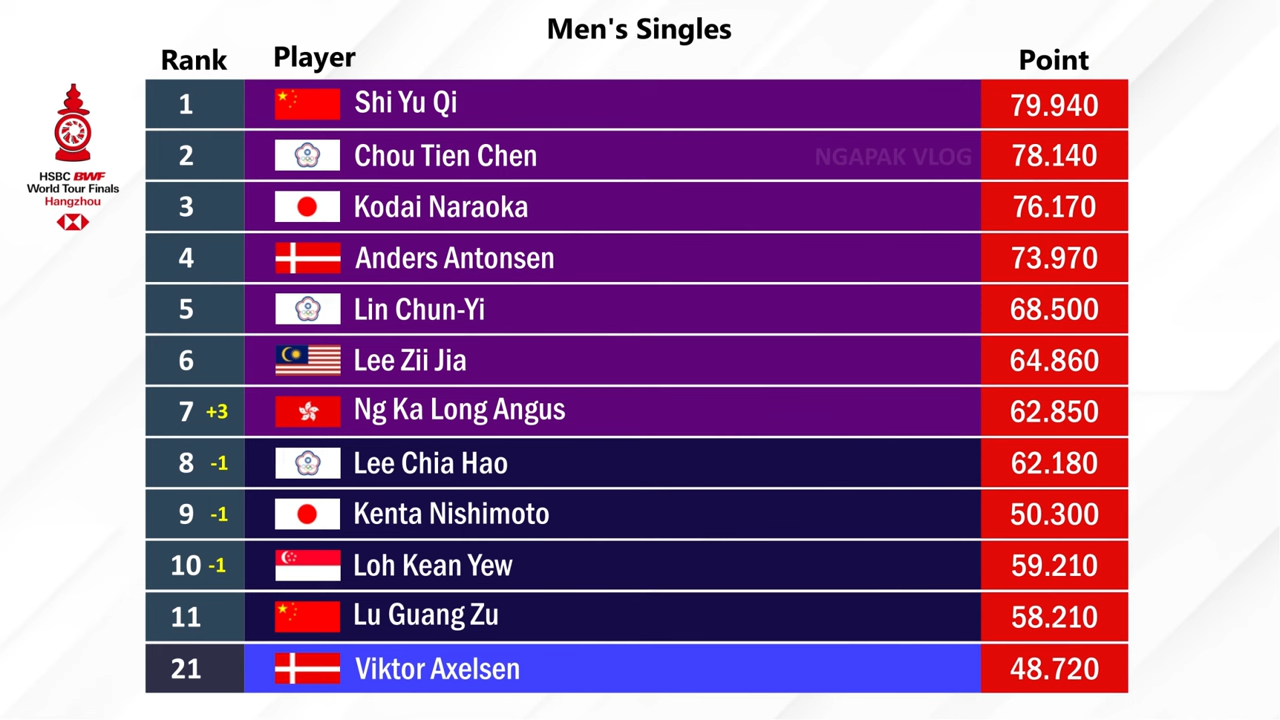 Men's Singles
Rank Player Point
1 Shi Yu Qi 79.940
2 Chou Tien Chen NGAPAK VLOG 78.140
3 Kodai Naraoka 76.170
HSBC BWF
World Tour Finals
Hangzhou
4 Anders Antonsen 73.970
5 Lin Chun-Yi 68.500
6 Lee Zii Jia 64.860
7 +3 Ng Ka Long Angus 62.850
8 -1 Lee Chia Hao 62.180
9 -1 Kenta Nishimoto 50.300
10 -1 Loh Kean Yew 59.210
11 Lu Guang Zu 58.210
21 Viktor Axelsen 48.720